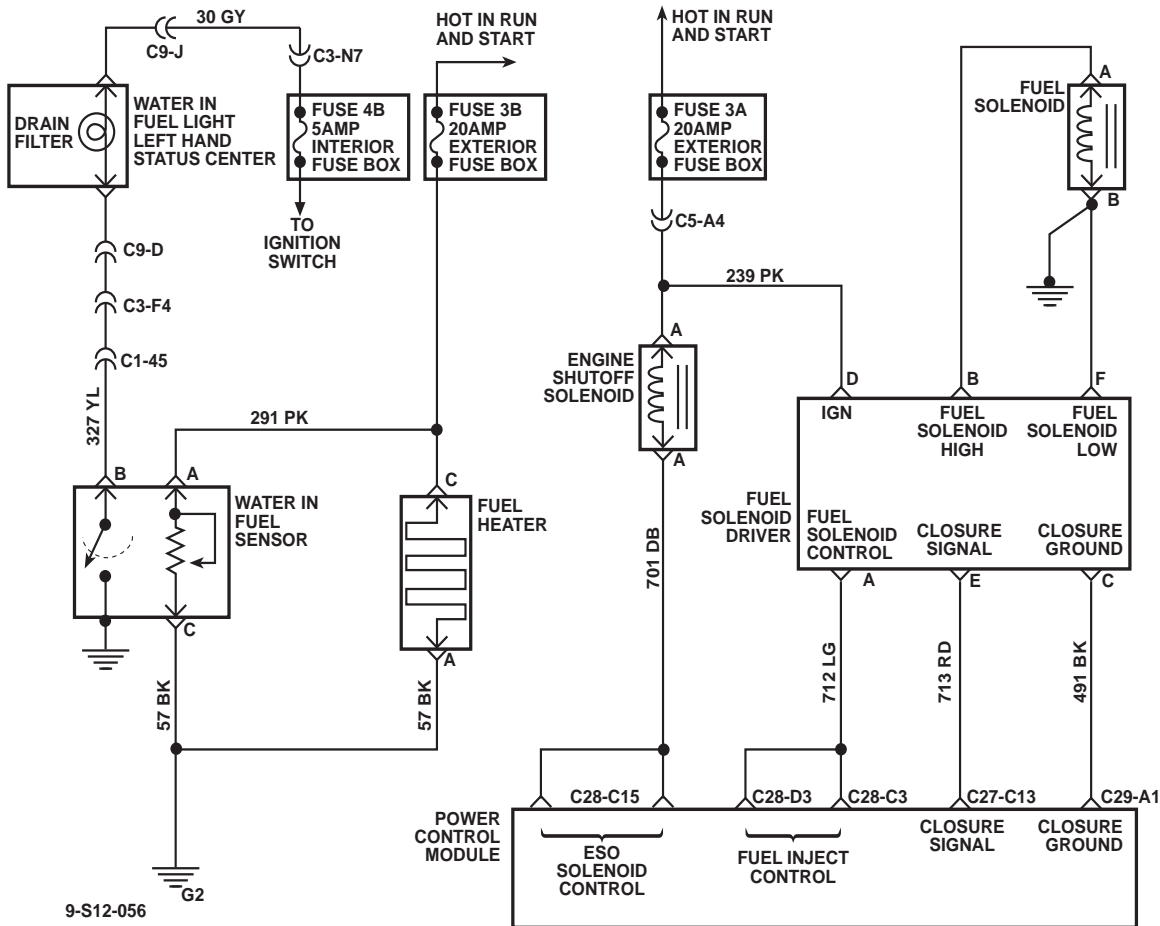 30 GY
C9-J
C3-N7
HOT IN RUN
AND START
HOT IN RUN
AND START
DRAIN
FILTER
WATER IN
FUEL LIGHT
LEFT HAND
STATUS CENTER
FUSE 4B
5AMP
INTERIOR
FUSE BOX
FUSE 3B
20AMP
EXTERIOR
FUSE BOX
FUSE 3A
20AMP
EXTERIOR
FUSE BOX
A
FUEL
SOLENOID
B
TO
IGNITION
SWITCH
C5-A4
C9-D
C3-F4
C1-45
239 PK
327 YL
291 PK
A
ENGINE
SHUTOFF
SOLENOID
A
D
B
F
IGN
FUEL
SOLENOID
HIGH
FUEL
SOLENOID
LOW
B
A
WATER IN
FUEL
SENSOR
C
C
FUEL
HEATER
A
FUEL
SOLENOID
DRIVER
FUEL
SOLENOID
CONTROL
CLOSURE
SIGNAL
CLOSURE
GROUND
A
E
C
701 DB
57 BK
57 BK
712 LG
713 RD
491 BK
C28-C15
C28-D3
C28-C3
C27-C13
C29-A1
POWER
CONTROL
MODULE
ESO
SOLENOID
CONTROL
FUEL INJECT
CONTROL
CLOSURE
SIGNAL
CLOSURE
GROUND
G2
9-S12-056